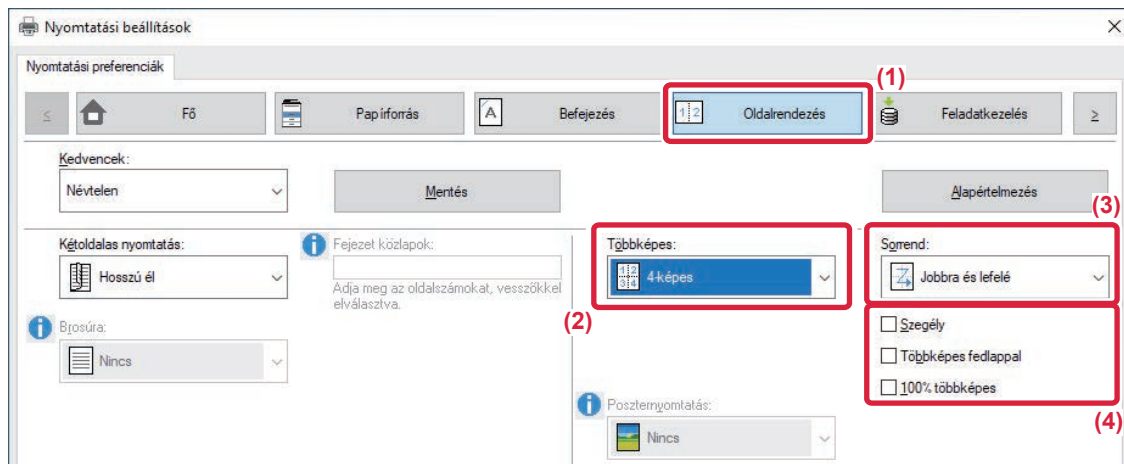 Nyomtatási beállítások
Nyomtatási preferenciák
(1)
< Fő Papírforrás Befejezés 1 2 Oldalrendezés Feladatkezelés >
Kedvencek:
Névtelen Mentés Alapértelmezés
(3)
Kétoldalas nyomtatás: Fejezet közlapok: Többképes: Sorrend:
Hosszú él 4-képes Jobbra és lefelé
Adja meg az oldalszámokat, vesszőkkel
elválasztva.
(2)
Brosúra: Szegély
Nincs Többképes fedlappal
100% többképes
(4)
Poszternyomtatás:
Nincs